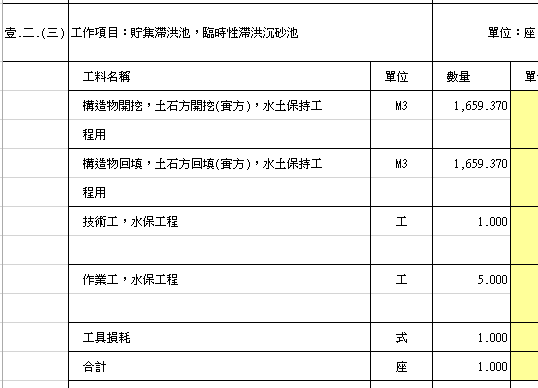 壹.二.(三) 工作項目：貯集滯洪池，臨時性滯洪沉砂池 單位：座
工料名稱 單位 數量
構造物開挖，土石方開挖(實方)，水土保持工 M3 1,659.370
程用
構造物回填，土石方回填(實方)，水土保持工 M3 1,659.370
程用
技術工，水保工程 工 1.000
作業工，水保工程 工 5.000
工具損耗 式 1.000
合計 座 1.000